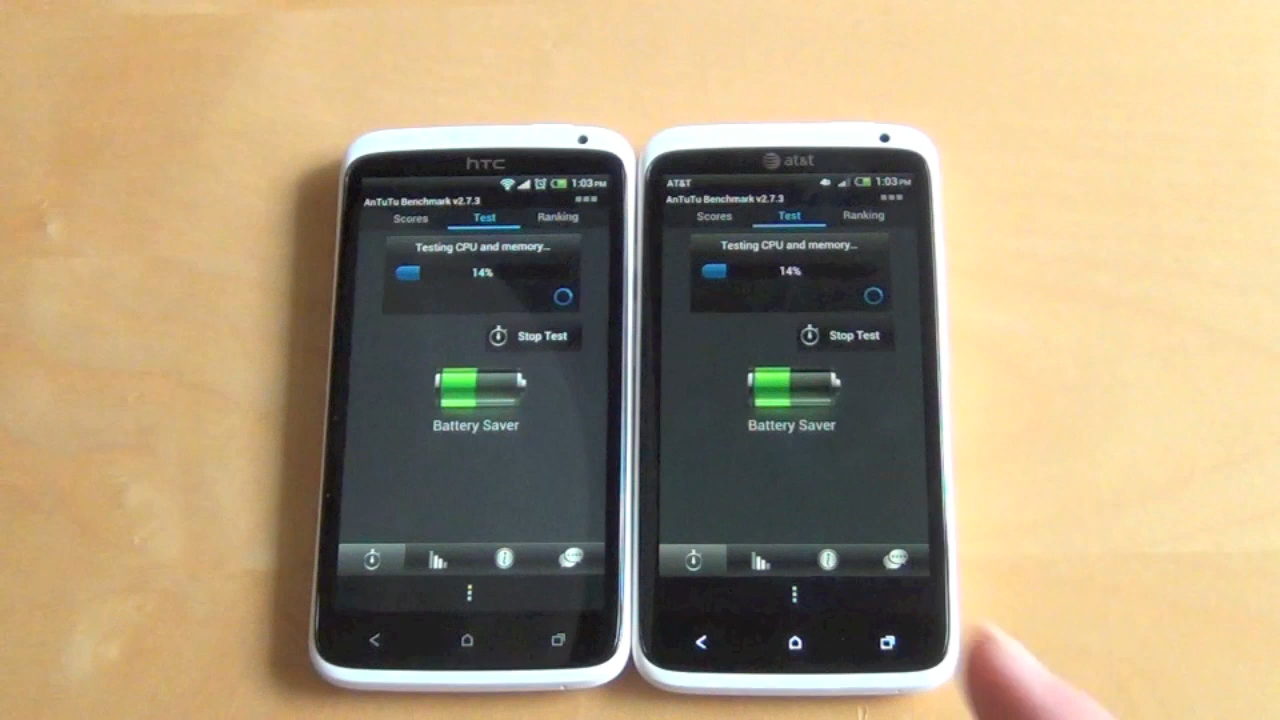 hTC
1:03 PM
AnTuTu Benchmark v2.7.3
Scores Test Ranking
Testing CPU and memory...
14%
Stop Test
Battery Saver
at&t
AT&T 1:03 PM
AnTuTu Benchmark v2.7.3
Scores Test Ranking
Testing CPU and memory...
14%
Stop Test
Battery Saver